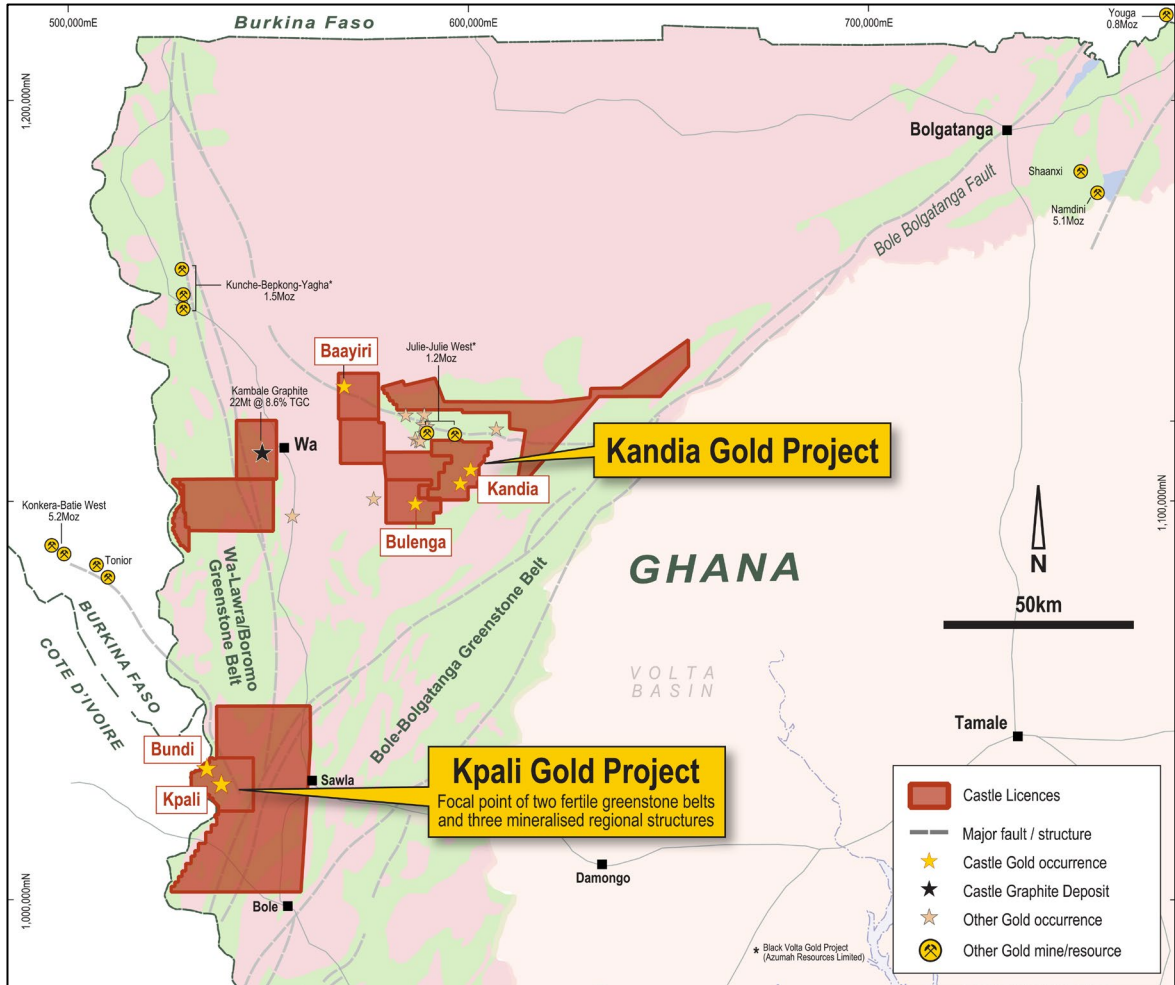 500,000mE
600,000mE
700,000mE
Burkina Faso
Youga
0.8Moz
1,200,000mN
Bolgatanga
Shaanxi
Namdini
5.1Moz
Bole Bolgatanga Fault
Kunche-Bepkong-Yagha*
1.5Moz
Baayiri
Julie-Julie West*
1.2Moz
Kambale Graphite
22Mt @ 8.6% TGC
Wa
Kandia Gold Project
Kandia
Bulenga
Konkera-Batie West
5.2Moz
Tonior
1,100,000mN
GHANA
N
50km
Wa-Lawra/Boromo
Greenstone Belt
Bole-Bolgatanga Greenstone Belt
BURKINA FASO
COTE D'IVOIRE
VOLTA
BASIN
Tamale
Bundi
Kpali
Sawla
Kpali Gold Project
Focal point of two fertile greenstone belts
and three mineralised regional structures
Damongo
Bole
1,000,000mN
Castle Licences
Major fault / structure
Castle Gold occurrence
Castle Graphite Deposit
Other Gold occurrence
Other Gold mine/resource
* Black Volta Gold Project
(Azumah Resources Limited)